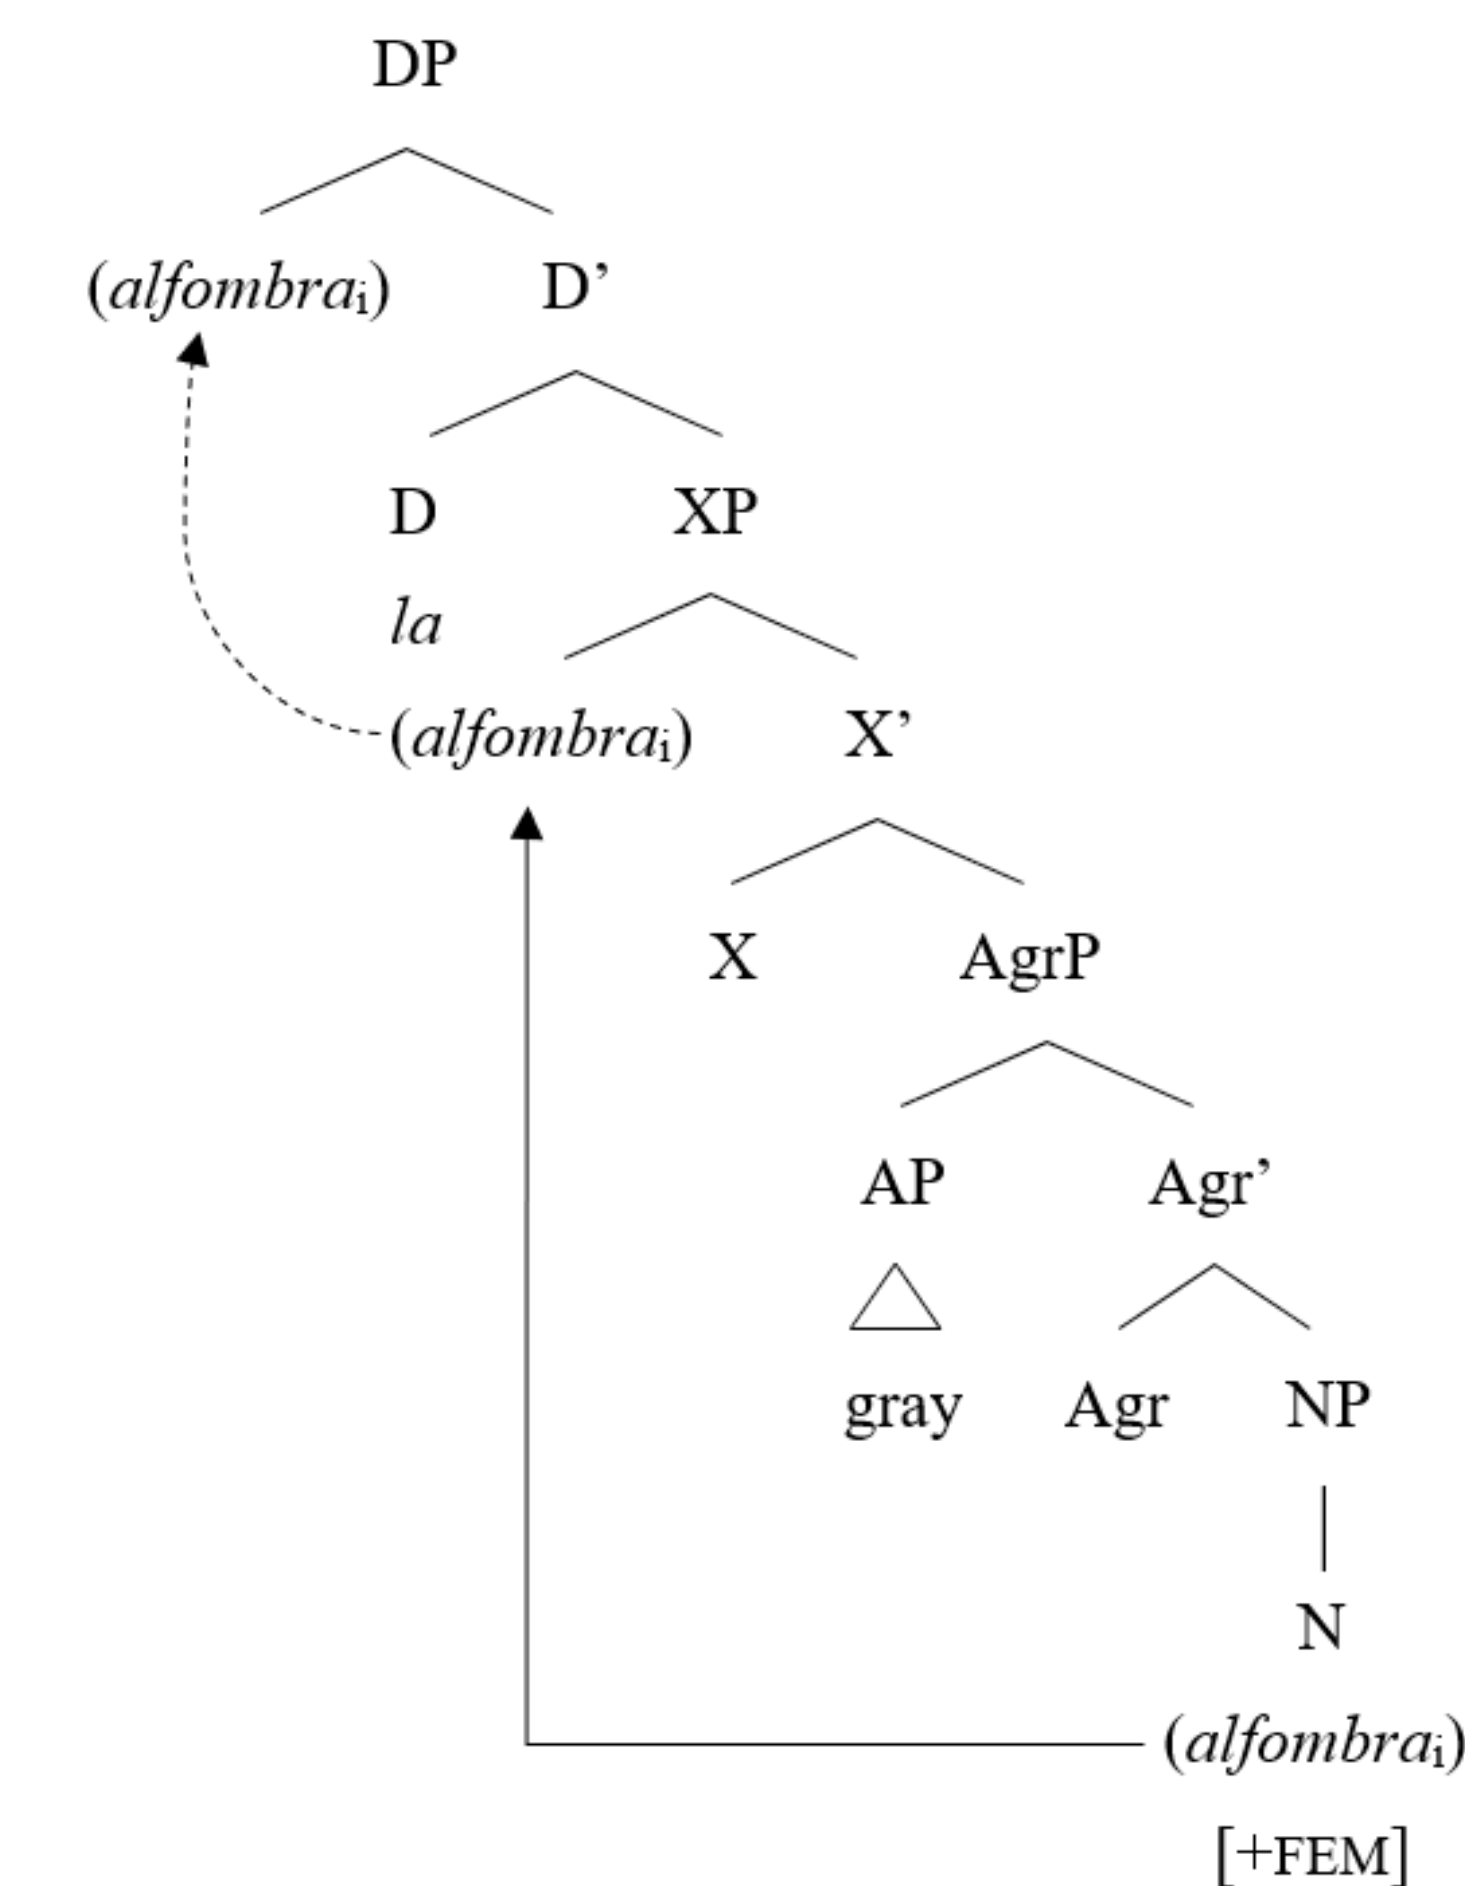 DP
(alfombraᵢ) D’
D XP
la
(alfombraᵢ) X’
X AgrP
AP Agr’
gray Agr NP
N
(alfombraᵢ)
[+FEM]